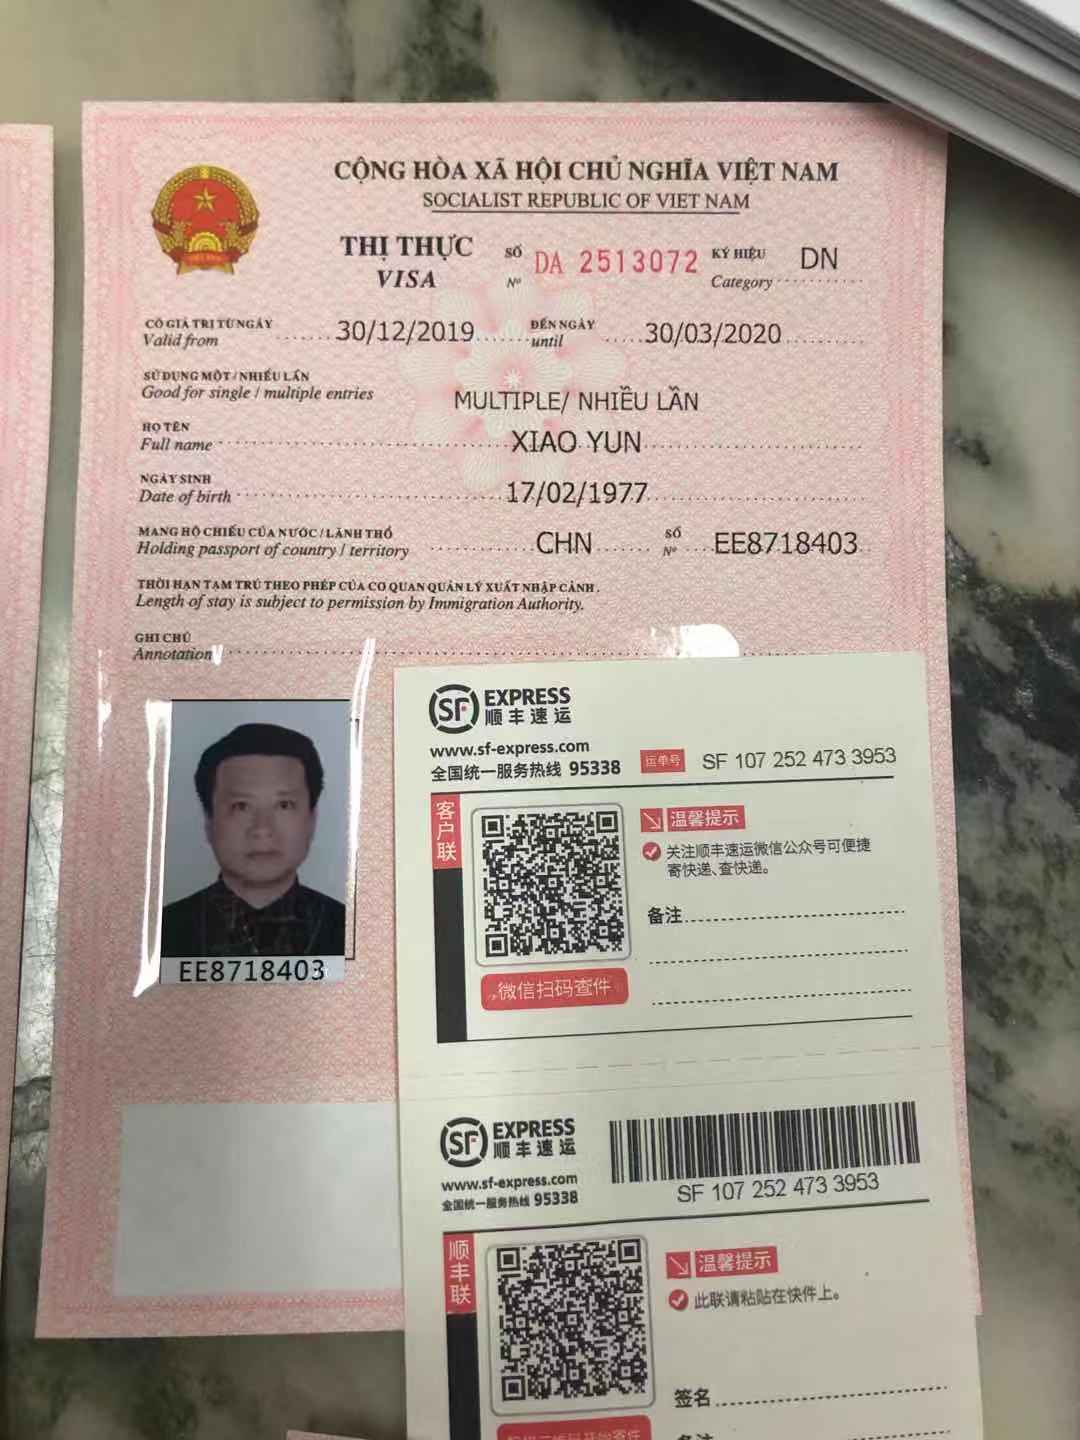 CỘNG HÒA XÃ HỘI CHỦ NGHĨA VIỆT NAM
SOCIALIST REPUBLIC OF VIET NAM
THỊ THỰC
VISA
SỐ
Nº
DA 2513072
KÝ HIỆU
Category
DN
CÓ GIÁ TRỊ TỪ NGÀY
Valid from
30/12/2019
ĐẾN NGÀY
until
30/03/2020
SỬ DỤNG MỘT / NHIỀU LẦN
Good for single / multiple entries
MULTIPLE/ NHIỀU LẦN
HỌ TÊN
Full name
XIAO YUN
NGÀY SINH
Date of birth
17/02/1977
MANG HỘ CHIẾU CỦA NƯỚC / LÃNH THỔ
Holding passport of country / territory
CHN
SỐ
Nº
EE8718403
THỜI HẠN TẠM TRÚ THEO PHÉP CỦA CƠ QUAN QUẢN LÝ XUẤT NHẬP CẢNH .
Length of stay is subject to permission by Immigration Authority.
GHI CHÚ
Annotation
EE8718403
SF EXPRESS
顺丰速运
www.sf-express.com
全国统一服务热线 95338
运单号 SF 107 252 473 3953
客户联
温馨提示
关注顺丰速运微信公众号可便捷
寄快递、查快递。
备注
微信扫码查件
SF EXPRESS
顺丰速运
www.sf-express.com
全国统一服务热线 95338
SF 107 252 473 3953
顺丰联
温馨提示
此联请粘贴在快件上。
签名